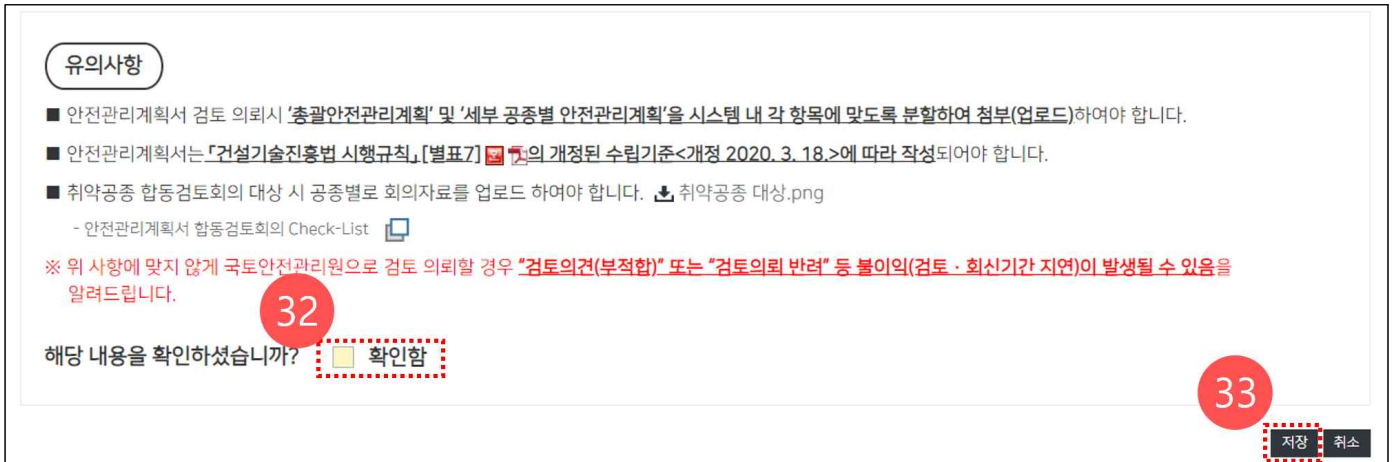 유의사항
■ 안전관리계획서 검토 의뢰시 '총괄안전관리계획' 및 '세부 공종별 안전관리계획'을 시스템 내 각 항목에 맞도록 분할하여 첨부(업로드)하여야 합니다.
■ 안전관리계획서는 「건설기술진흥법 시행규칙」 [별표7] 의 개정된 수립기준<개정 2020. 3. 18.>에 따라 작성되어야 합니다.
■ 취약공종 합동검토회의 대상 시 공종별로 회의자료를 업로드 하여야 합니다. 취약공종 대상.png
- 안전관리계획서 합동검토회의 Check-List
※ 위 사항에 맞지 않게 국토안전관리원으로 검토 의뢰할 경우 "검토의견(부적합)" 또는 "검토의뢰 반려" 등 불이익(검토 · 회신기간 지연)이 발생될 수 있음을
알려드립니다.
32
해당 내용을 확인하셨습니까? 확인함
33
저장 취소